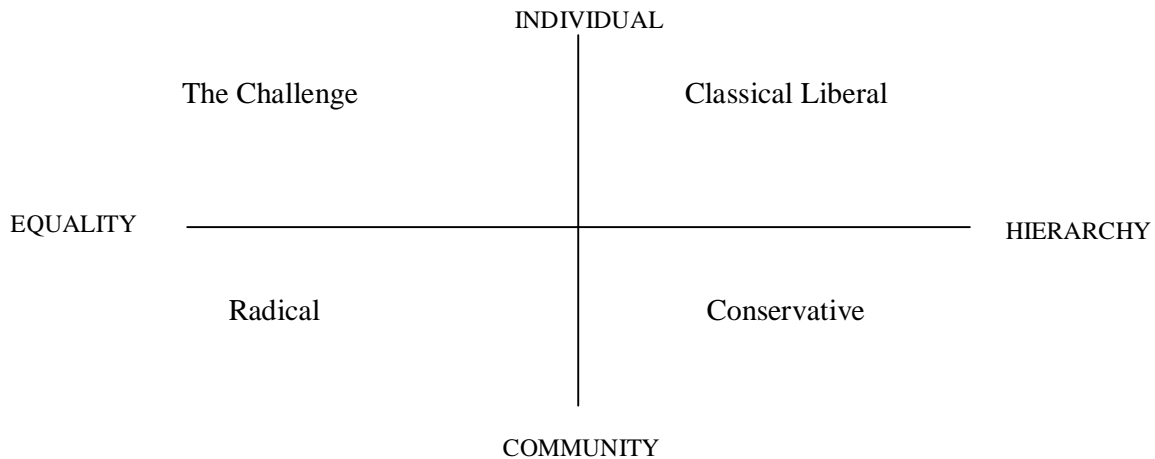 INDIVIDUAL
The Challenge
Classical Liberal
EQUALITY
HIERARCHY
Radical
Conservative
COMMUNITY